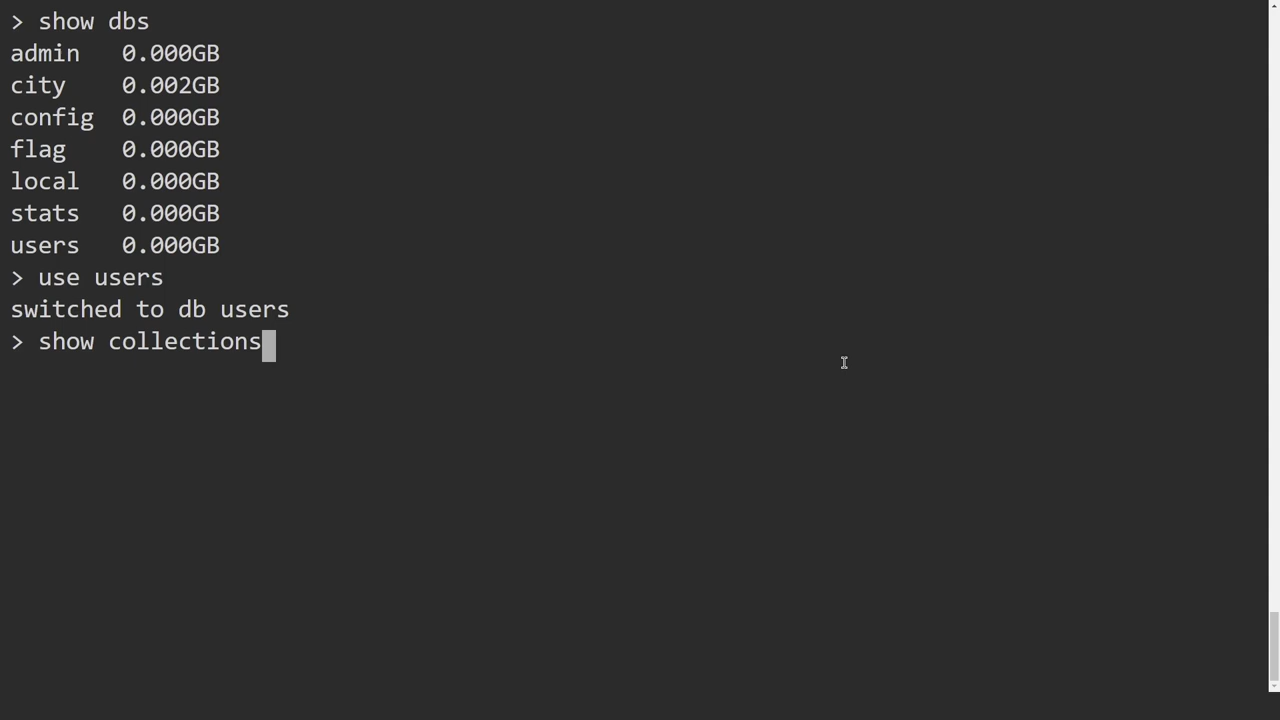 > show dbs
admin   0.000GB
city    0.002GB
config  0.000GB
flag    0.000GB
local   0.000GB
stats   0.000GB
users   0.000GB
> use users
switched to db users
> show collections